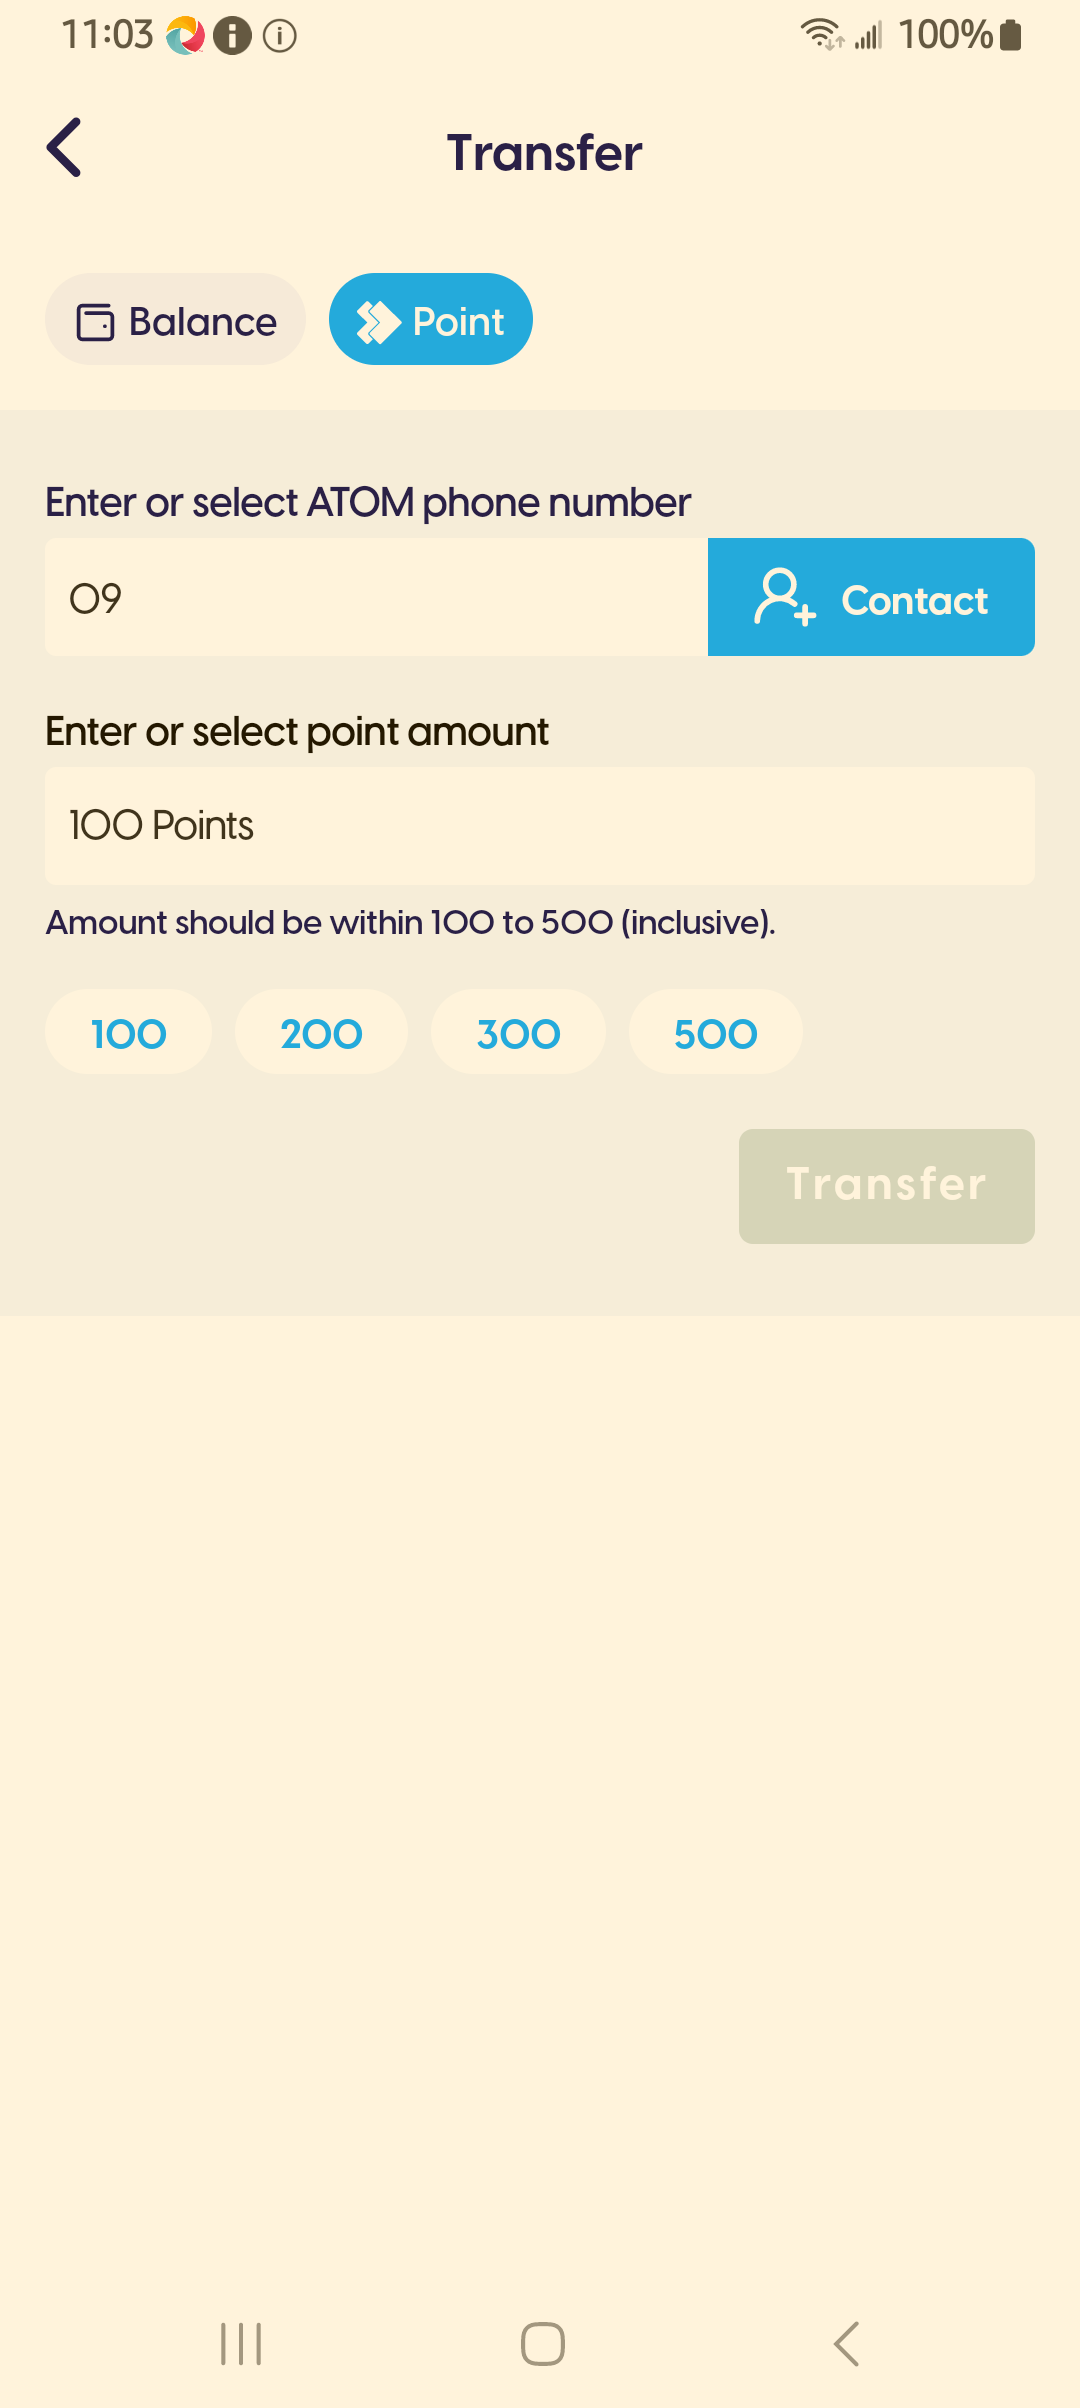 11:03 100%
Transfer
Balance Point
Enter or select ATOM phone number
09 Contact
Enter or select point amount
100 Points
Amount should be within 100 to 500 (inclusive).
100 200 300 500
Transfer